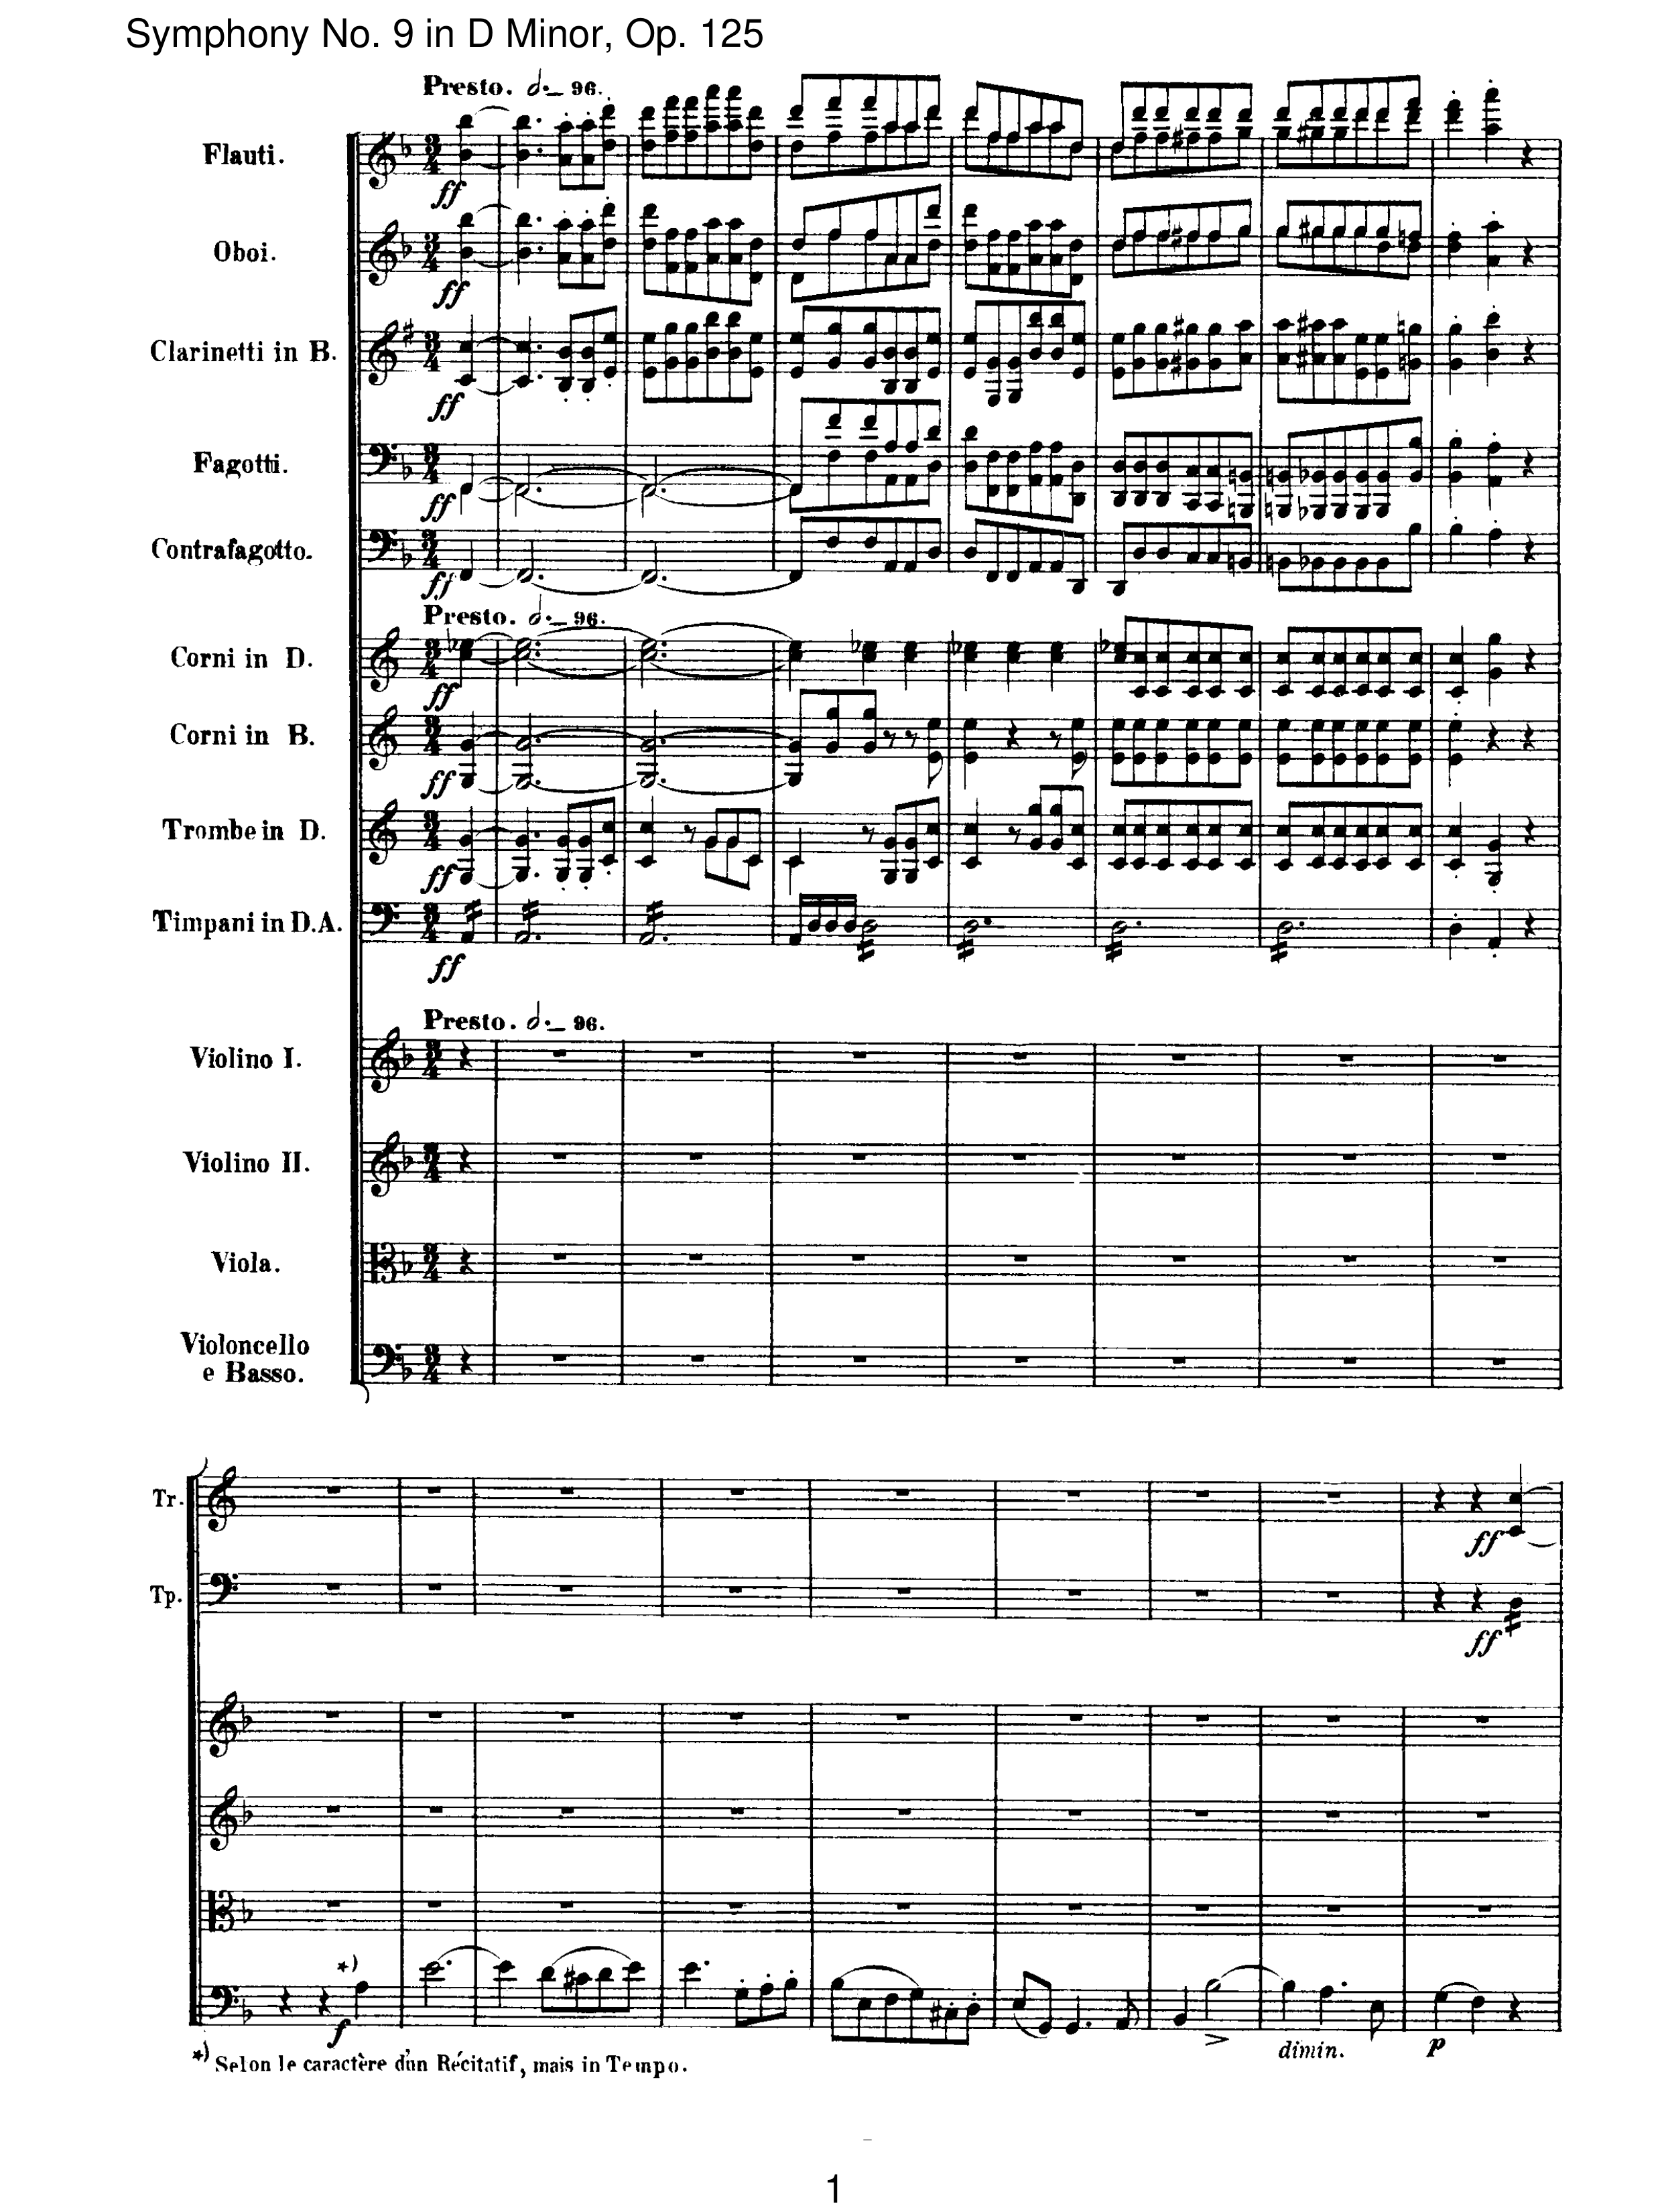 Symphony No. 9 in D Minor, Op. 125
Presto. 𝅗𝅥. = 96.
Flauti.
ff
Oboi.
ff
Clarinetti in B.
ff
Fagotti.
ff
Contrafagotto.
ff
Presto. 𝅗𝅥. = 96.
Corni in D.
ff
Corni in B.
ff
Trombe in D.
ff
Timpani in D.A.
ff
Presto. 𝅗𝅥. = 96.
Violino I.
Violino II.
Viola.
Violoncello
e Basso.
Tr.
ff
Tp.
ff
*)
f
dimin.
p
*) Selon le caractère d'un Récitatif, mais in Tempo.
1